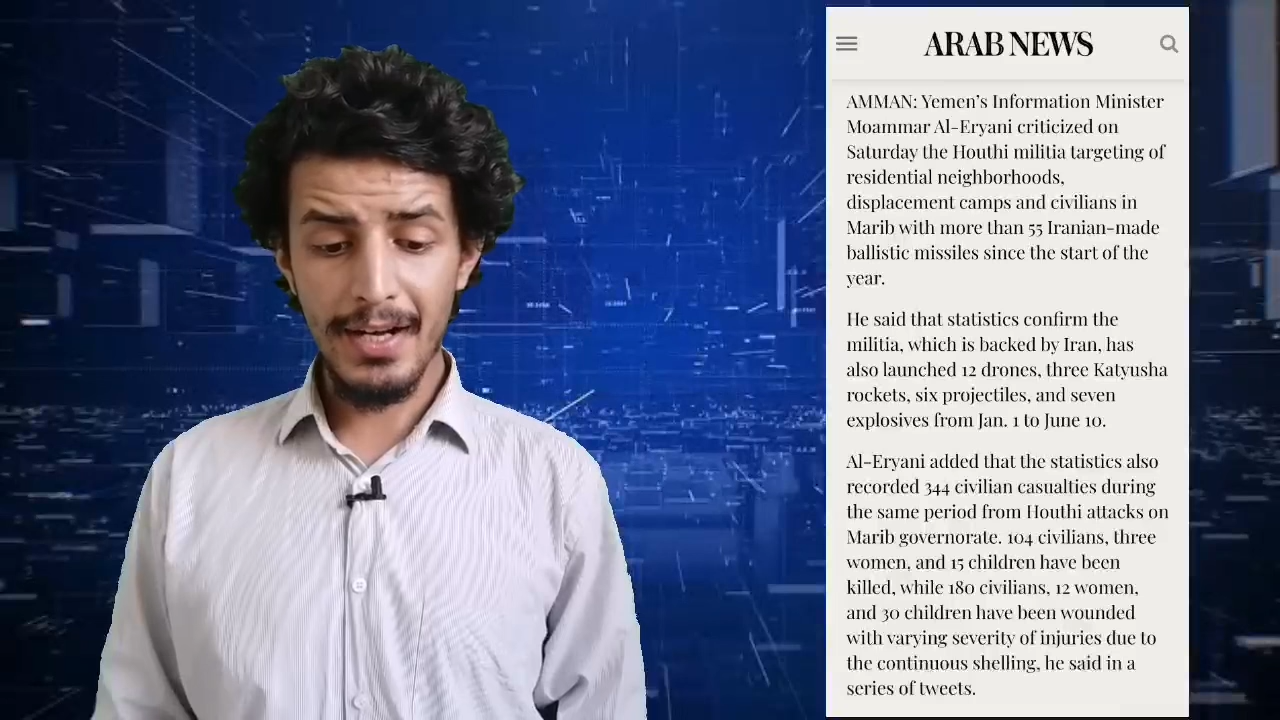 ARAB NEWS
AMMAN: Yemen's Information Minister
Moammar Al-Eryani criticized on
Saturday the Houthi militia targeting of
residential neighborhoods,
displacement camps and civilians in
Marib with more than 55 Iranian-made
ballistic missiles since the start of the
year.
He said that statistics confirm the
militia, which is backed by Iran, has
also launched 12 drones, three Katyusha
rockets, six projectiles, and seven
explosives from Jan. 1 to June 10.
Al-Eryani added that the statistics also
recorded 344 civilian casualties during
the same period from Houthi attacks on
Marib governorate. 104 civilians, three
women, and 15 children have been
killed, while 180 civilians, 12 women,
and 30 children have been wounded
with varying severity of injuries due to
the continuous shelling, he said in a
series of tweets.